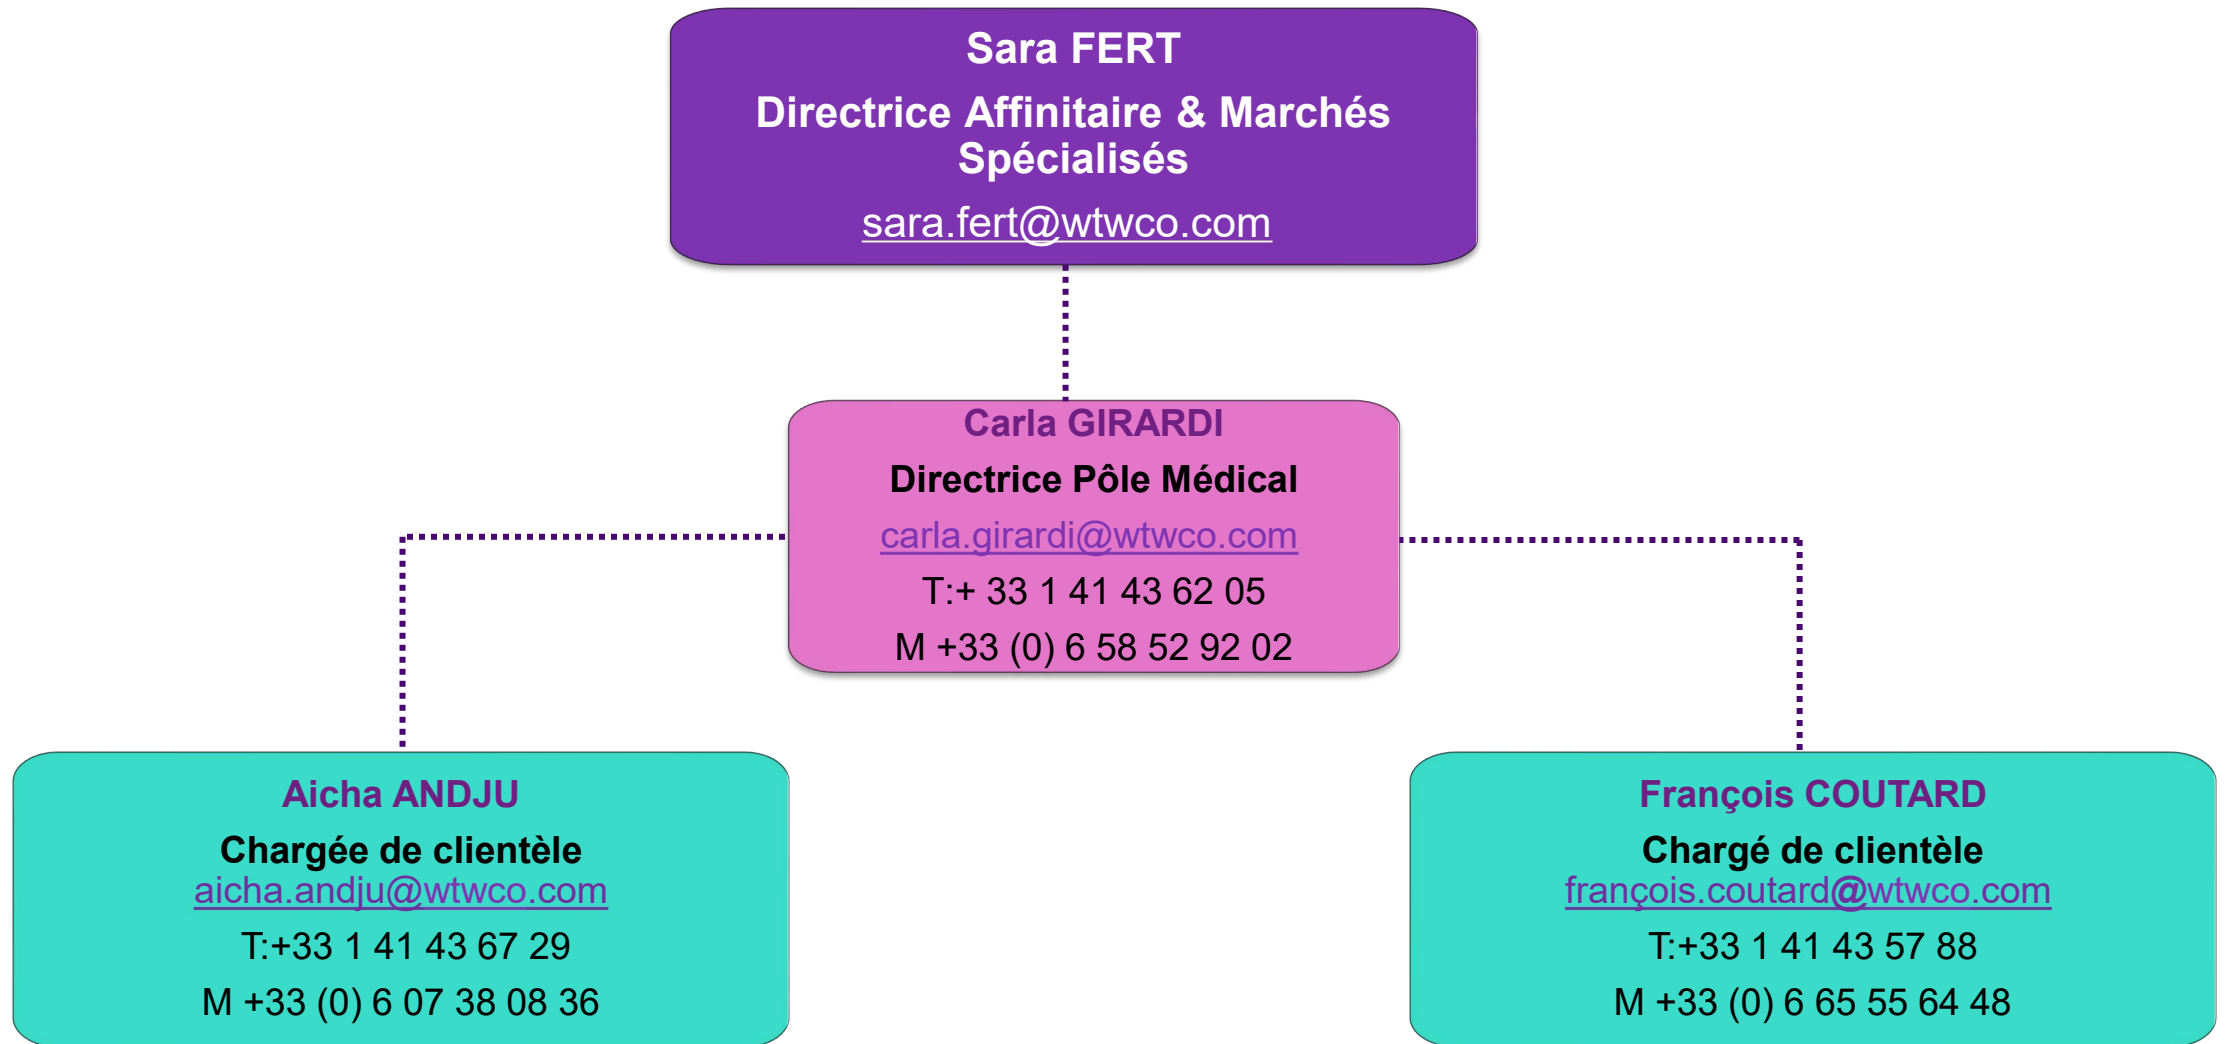 Sara FERT
Directrice Affinitaire & Marchés
Spécialisés
sara.fert@wtwco.com
Carla GIRARDI
Directrice Pôle Médical
carla.girardi@wtwco.com
T:+ 33 1 41 43 62 05
M +33 (0) 6 58 52 92 02
Aicha ANDJU
Chargée de clientèle
aicha.andju@wtwco.com
T:+33 1 41 43 67 29
M +33 (0) 6 07 38 08 36
François COUTARD
Chargé de clientèle
françois.coutard@wtwco.com
T:+33 1 41 43 57 88
M +33 (0) 6 65 55 64 48